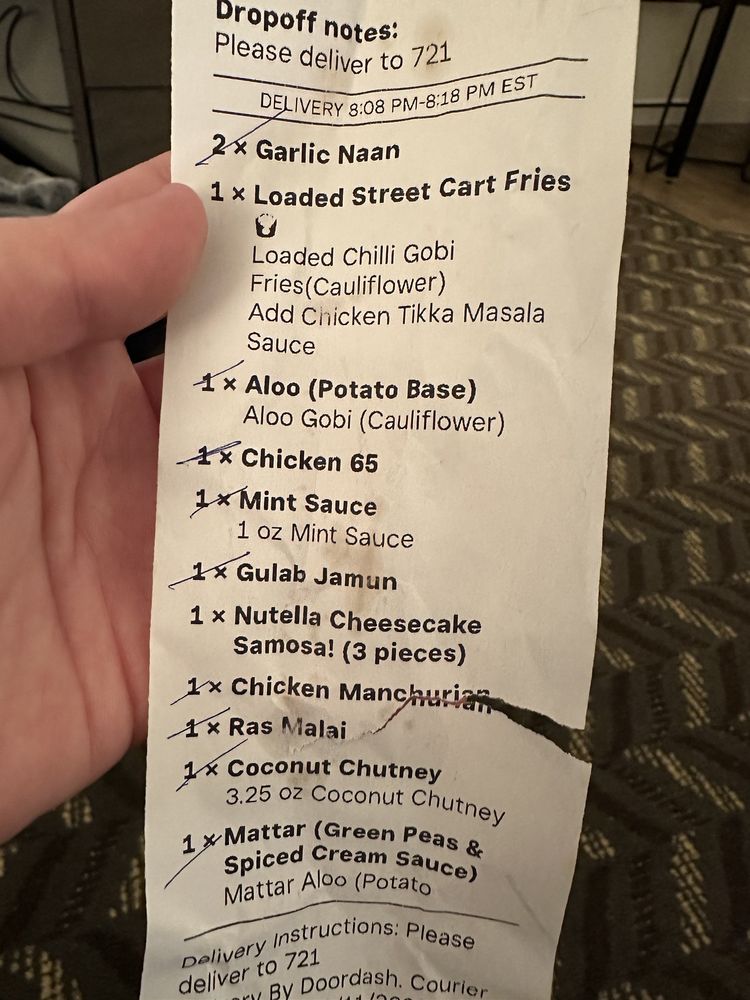 Dropoff notes:
Please deliver to 721
DELIVERY 8:08 PM-8:18 PM EST
2 × Garlic Naan
1 × Loaded Street Cart Fries
Loaded Chilli Gobi
Fries(Cauliflower)
Add Chicken Tikka Masala
Sauce
1 × Aloo (Potato Base)
Aloo Gobi (Cauliflower)
1 × Chicken 65
1 × Mint Sauce
1 oz Mint Sauce
1 × Gulab Jamun
1 × Nutella Cheesecake
Samosa! (3 pieces)
1 × Chicken Manchurian
1 × Ras Malai
1 × Coconut Chutney
3.25 oz Coconut Chutney
1 × Mattar (Green Peas &
Spiced Cream Sauce)
Mattar Aloo (Potato
Delivery Instructions: Please
deliver to 721
By Doordash. Courier